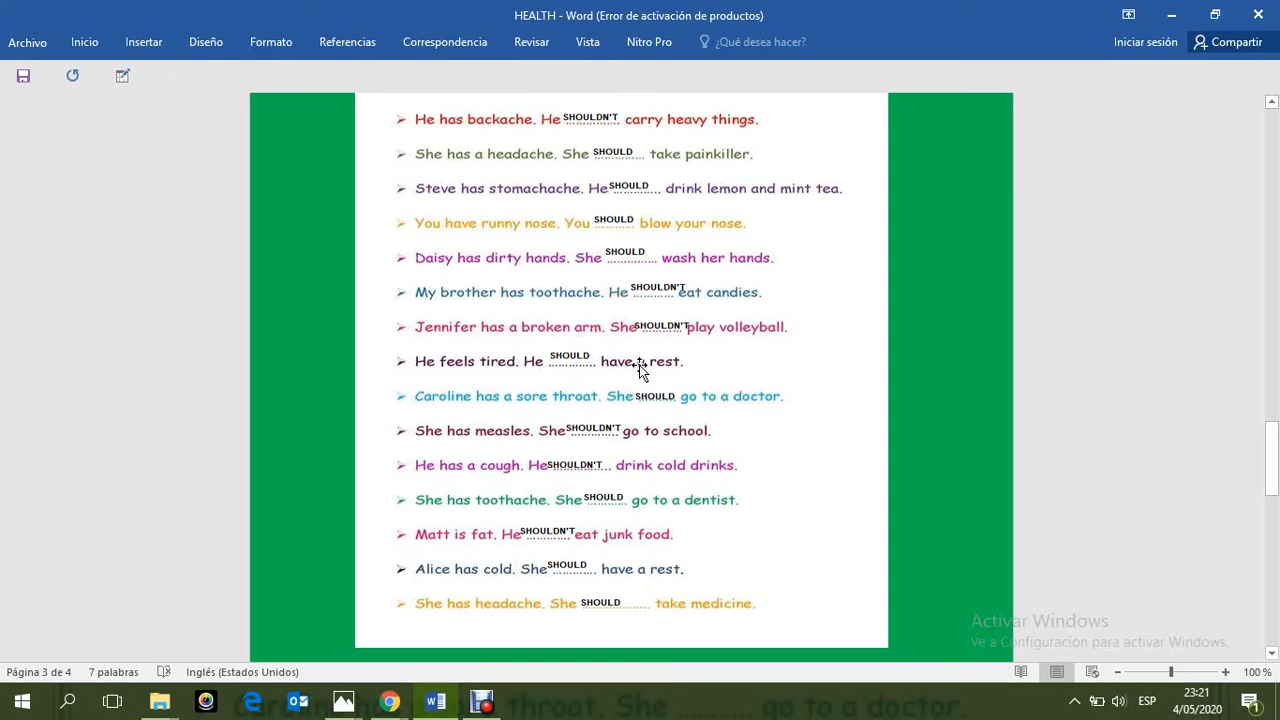 HEALTH - Word (Error de activación de productos)
Archivo Inicio Insertar Diseño Formato Referencias Correspondencia Revisar Vista Nitro Pro ¿Qué desea hacer? Iniciar sesión Compartir
He has backache. He SHOULDN'T carry heavy things.
She has a headache. She SHOULD take painkiller.
Steve has stomachache. He SHOULD drink lemon and mint tea.
You have runny nose. You SHOULD blow your nose.
Daisy has dirty hands. She SHOULD wash her hands.
My brother has toothache. He SHOULDN'T eat candies.
Jennifer has a broken arm. She SHOULDN'T play volleyball.
He feels tired. He SHOULD have a rest.
Caroline has a sore throat. She SHOULD go to a doctor.
She has measles. She SHOULDN'T go to school.
He has a cough. He SHOULDN'T drink cold drinks.
She has toothache. She SHOULD go to a dentist.
Matt is fat. He SHOULDN'T eat junk food.
Alice has cold. She SHOULD have a rest.
She has headache. She SHOULD take medicine.
Activar Windows
Ve a Configuración para activar Windows.
Página 3 de 4 7 palabras Inglés (Estados Unidos) 100 %
ESP 23:21
4/05/2020
throat. She ........... go to a doctor.